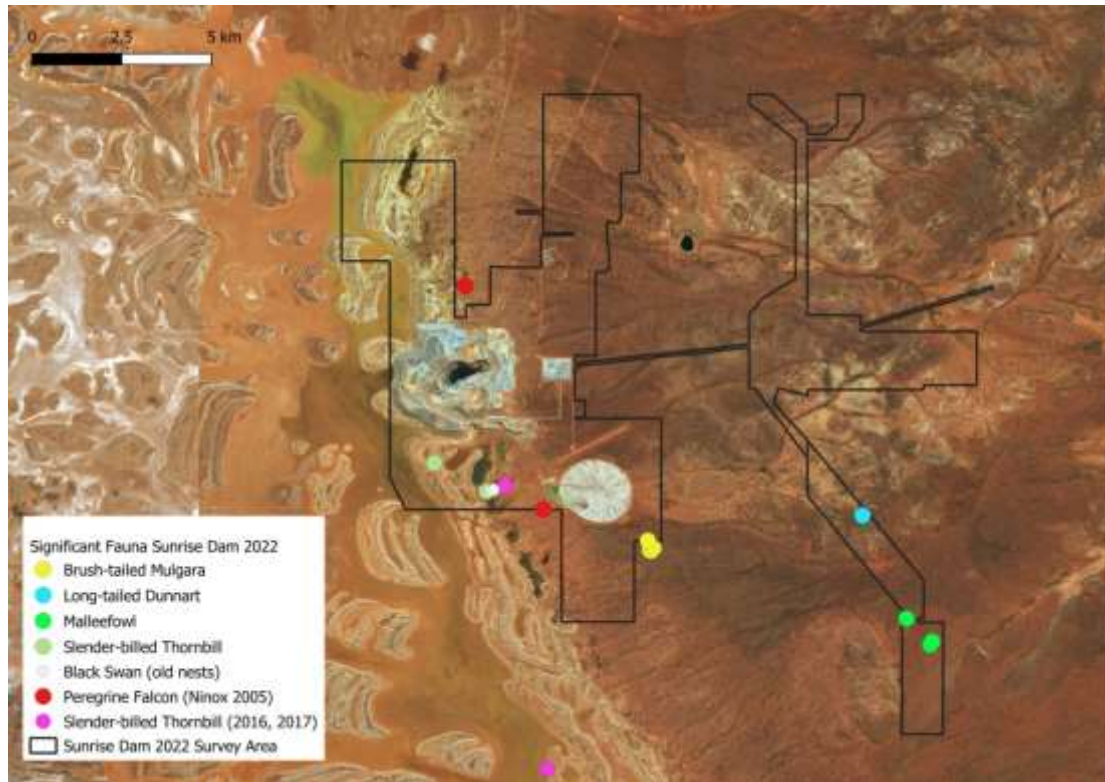 0 2.5 5 km
Significant Fauna Sunrise Dam 2022
Brush-tailed Mulgara
Long-tailed Dunnart
Malleefowl
Slender-billed Thornbill
Black Swan (old nests)
Peregrine Falcon (Ninox 2005)
Slender-billed Thornbill (2016, 2017)
Sunrise Dam 2022 Survey Area